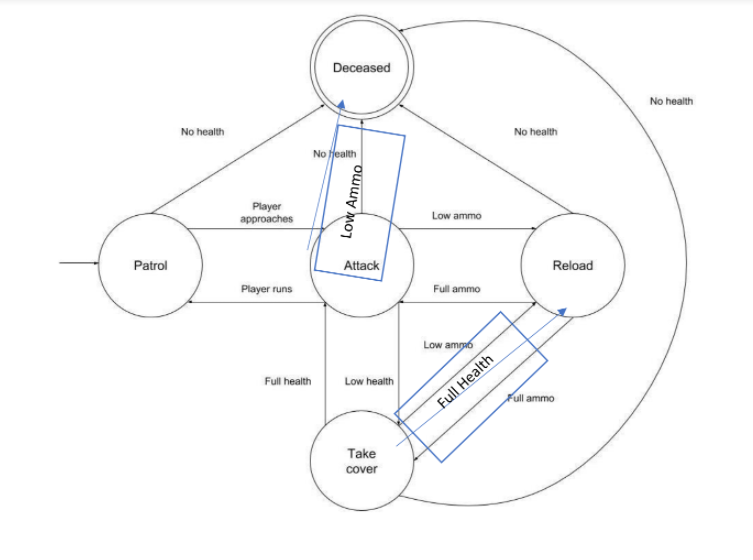 Deceased
No health
No health
No health
No health
Low Ammo
Player
approaches
Low ammo
Patrol
Attack
Reload
Player runs
Full ammo
Low ammo
Full Health
Full health
Low health
Full ammo
Take
cover